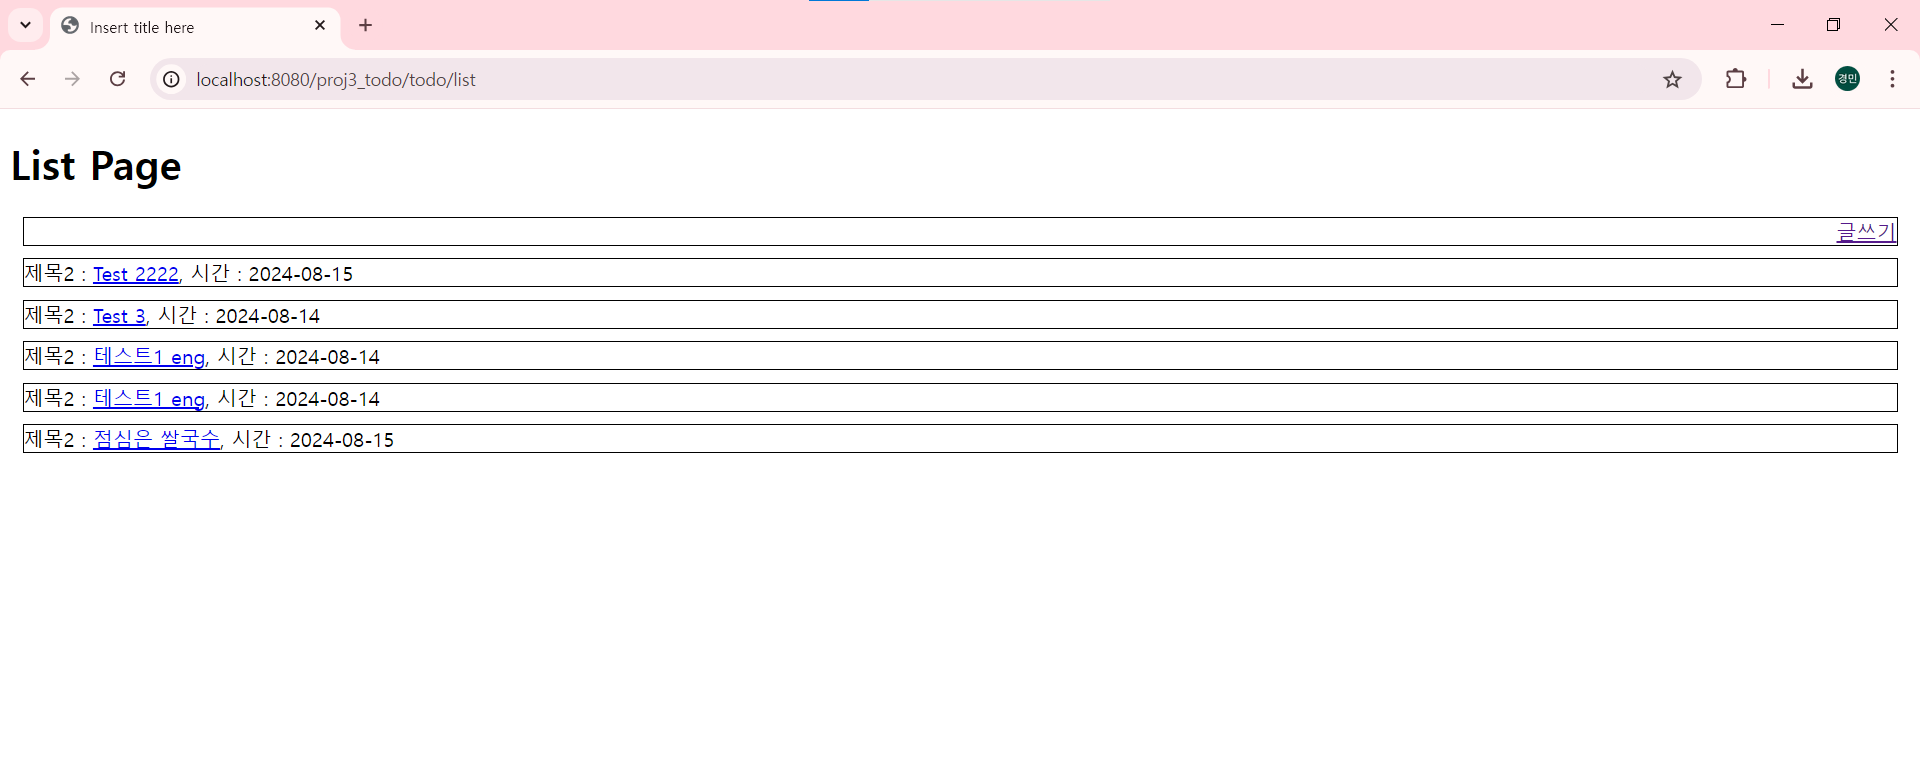 Insert title here
localhost:8080/proj3_todo/todo/list
경민
List Page
글쓰기
제목2 : Test 2222, 시간 : 2024-08-15
제목2 : Test 3, 시간 : 2024-08-14
제목2 : 테스트1 eng, 시간 : 2024-08-14
제목2 : 테스트1 eng, 시간 : 2024-08-14
제목2 : 점심은 쌀국수, 시간 : 2024-08-15